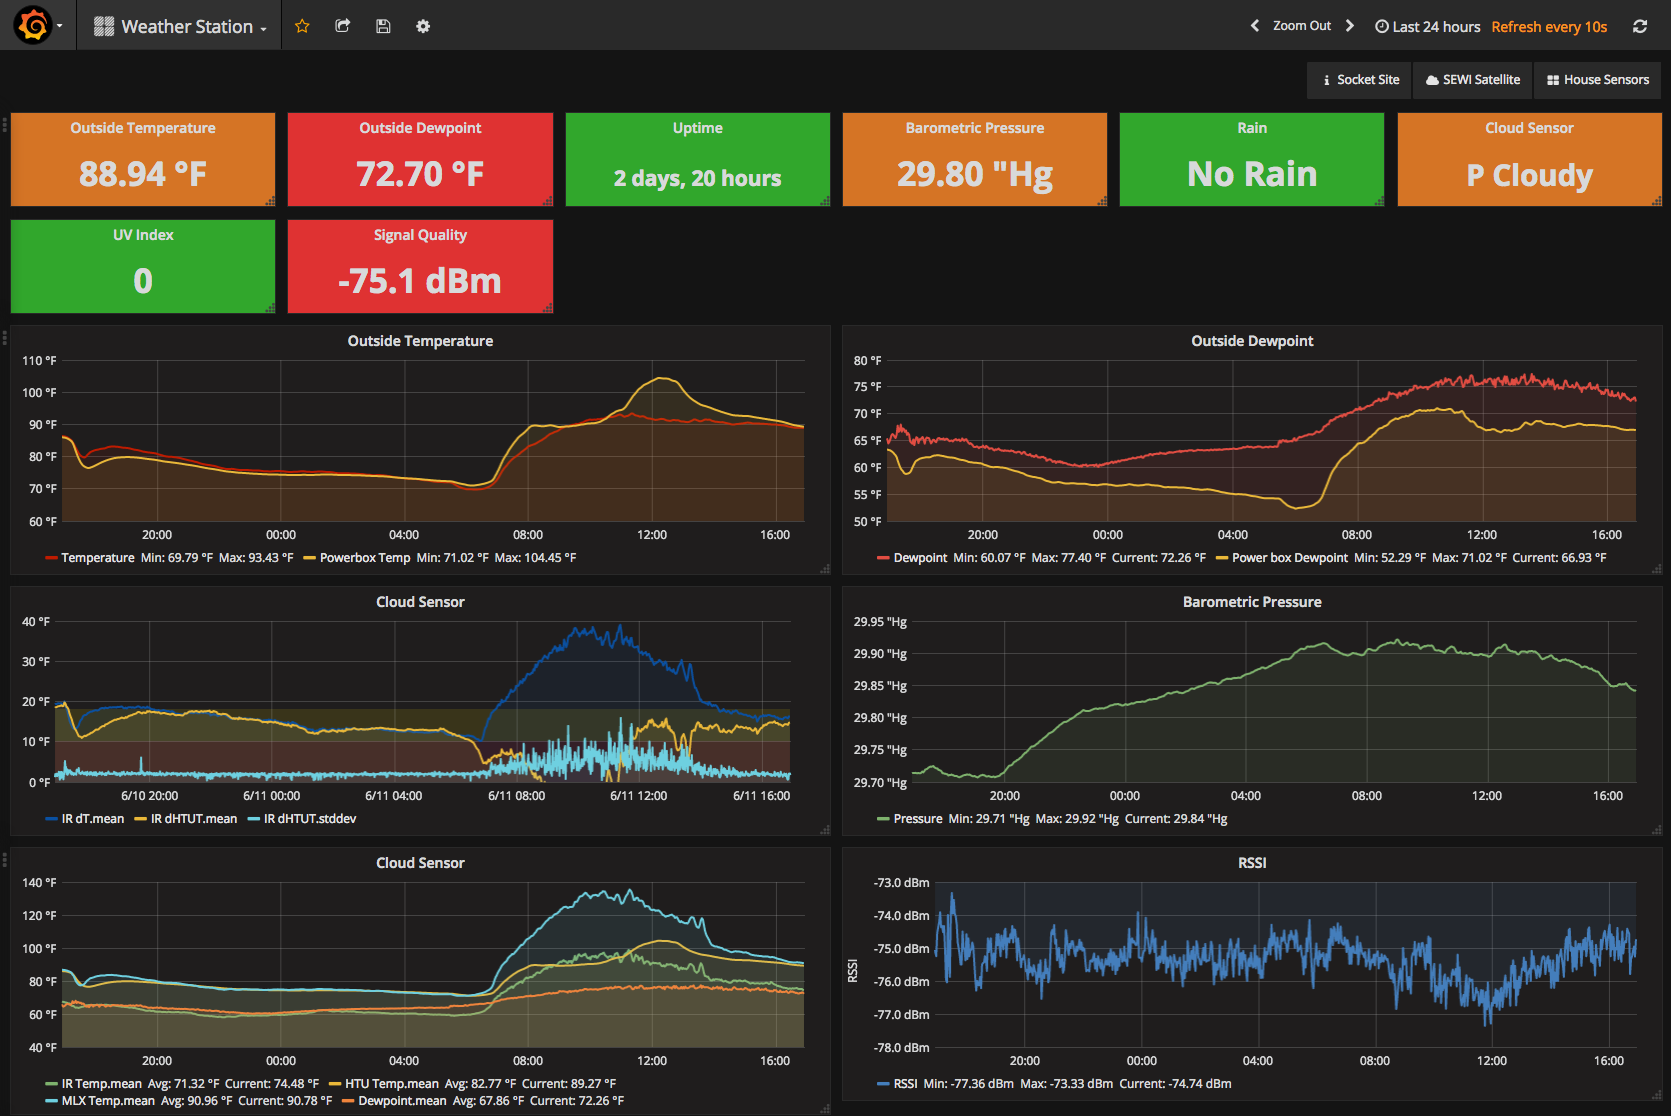 Weather Station
Zoom Out Last 24 hours Refresh every 10s
Socket Site SEWI Satellite House Sensors
Outside Temperature
88.94 °F
Outside Dewpoint
72.70 °F
Uptime
2 days, 20 hours
Barometric Pressure
29.80 "Hg
Rain
No Rain
Cloud Sensor
P Cloudy
UV Index
0
Signal Quality
-75.1 dBm
Outside Temperature
110 °F
100 °F
90 °F
80 °F
70 °F
60 °F
20:00 00:00 04:00 08:00 12:00 16:00
Temperature Min: 69.79 °F Max: 93.43 °F Powerbox Temp Min: 71.02 °F Max: 104.45 °F
Outside Dewpoint
80 °F
75 °F
70 °F
65 °F
60 °F
55 °F
50 °F
20:00 00:00 04:00 08:00 12:00 16:00
Dewpoint Min: 60.07 °F Max: 77.40 °F Current: 72.26 °F Power box Dewpoint Min: 52.29 °F Max: 71.02 °F Current: 66.93 °F
Cloud Sensor
40 °F
30 °F
20 °F
10 °F
0 °F
6/10 20:00 6/11 00:00 6/11 04:00 6/11 08:00 6/11 12:00 6/11 16:00
IR dT.mean IR dHTUT.mean IR dHTUT.stddev
Barometric Pressure
29.95 "Hg
29.90 "Hg
29.85 "Hg
29.80 "Hg
29.75 "Hg
29.70 "Hg
20:00 00:00 04:00 08:00 12:00 16:00
Pressure Min: 29.71 "Hg Max: 29.92 "Hg Current: 29.84 "Hg
Cloud Sensor
140 °F
120 °F
100 °F
80 °F
60 °F
40 °F
20:00 00:00 04:00 08:00 12:00 16:00
IR Temp.mean Avg: 71.32 °F Current: 74.48 °F HTU Temp.mean Avg: 82.77 °F Current: 89.27 °F
MLX Temp.mean Avg: 90.96 °F Current: 90.78 °F Dewpoint.mean Avg: 67.86 °F Current: 72.26 °F
RSSI
-73.0 dBm
-74.0 dBm
-75.0 dBm
-76.0 dBm
-77.0 dBm
-78.0 dBm
RSSI
20:00 00:00 04:00 08:00 12:00 16:00
RSSI Min: -77.36 dBm Max: -73.33 dBm Current: -74.74 dBm